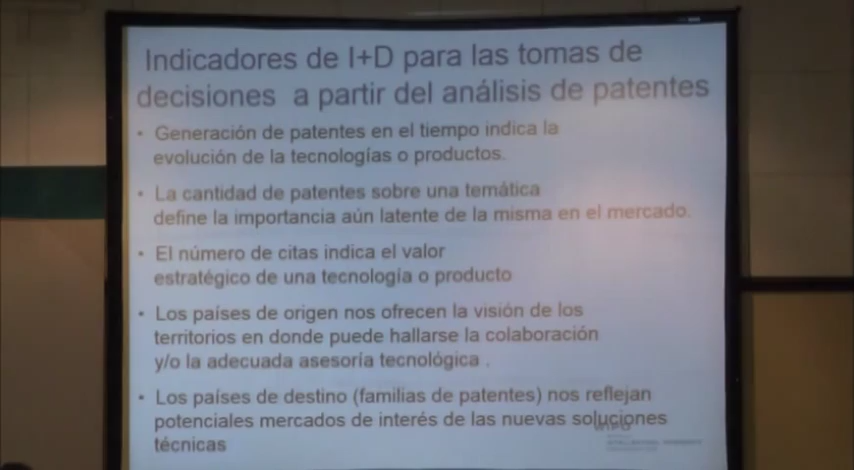 Indicadores de I+D para las tomas de
decisiones a partir del análisis de patentes
• Generación de patentes en el tiempo indica la
evolución de la tecnologías o productos.
• La cantidad de patentes sobre una temática
define la importancia aún latente de la misma en el mercado.
• El número de citas indica el valor
estratégico de una tecnología o producto
• Los países de origen nos ofrecen la visión de los
territorios en donde puede hallarse la colaboración
y/o la adecuada asesoría tecnológica .
• Los países de destino (familias de patentes) nos reflejan
potenciales mercados de interés de las nuevas soluciones
técnicas